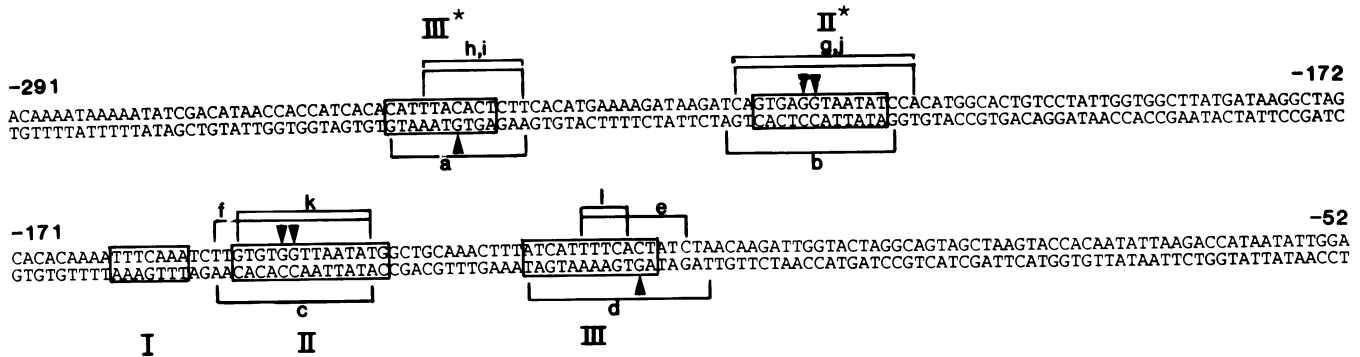 III* II*
h,i g,j
-291 -172
ACAAAATAAAAATATCGACATAACCACCATCACACATTTACACTCTTCACATGAAAAGATAAGATCAGTGAGGTAATATCCACATGGCACTGTCCTATTGGTGGCTTATGATAAGGCTAG
TGTTTTATTTTTATAGCTGTATTGGTGGTAGTGTGTAAATGTGAGAAGTGTACTTTTCTATTCTAGTCACTCCATTATAGGTGTACCGTGACAGGATAACCACCGAATACTATTCCGATC
a b
l
f k e
-171 -52
CACACAAAATTTCAAATCTTGTGTGGTTAATATGGCTGCAAACTTTATCATTTTCACTATCTAACAAGATTGGTACTAGGCAGTAGCTAAGTACCACAATATTAAGACCATAATATTGGA
GTGTGTTTTAAAGTTTAGAACACACCAATTATACCGACGTTTGAAATAGTAAAAGTGATAGATTGTTCTAACCATGATCCGTCATCGATTCATGGTGTTATAATTCTGGTATTATAACCT
c d
I II III